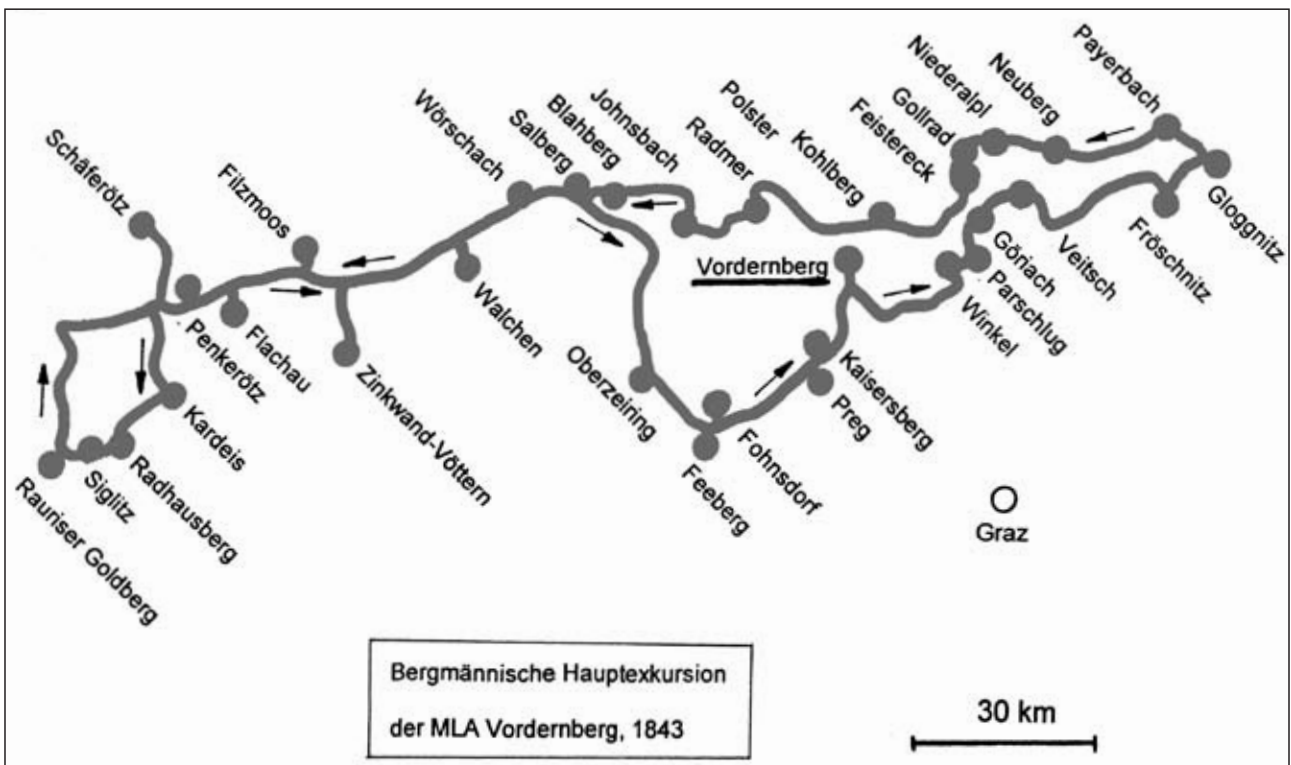 Schäferötz
Filzmoos
Wörschach
Salberg
Blahberg
Johnsbach
Radmer
Polster
Kohlberg
Niederalpl
Gollrad
Feistereck
Neuberg
Payerbach
Gloggnitz
Fröschnitz
Veitsch
Göriach
Parschlug
Winkel
Vordernberg
Walchen
Penkerötz
Flachau
Zinkwand-Vöttern
Oberzeiring
Kaisersberg
Preg
Fohnsdorf
Feeberg
Kardeis
Radhausberg
Siglitz
Rauriser Goldberg
Graz
Bergmännische Hauptexkursion
der MLA Vordernberg, 1843
30 km